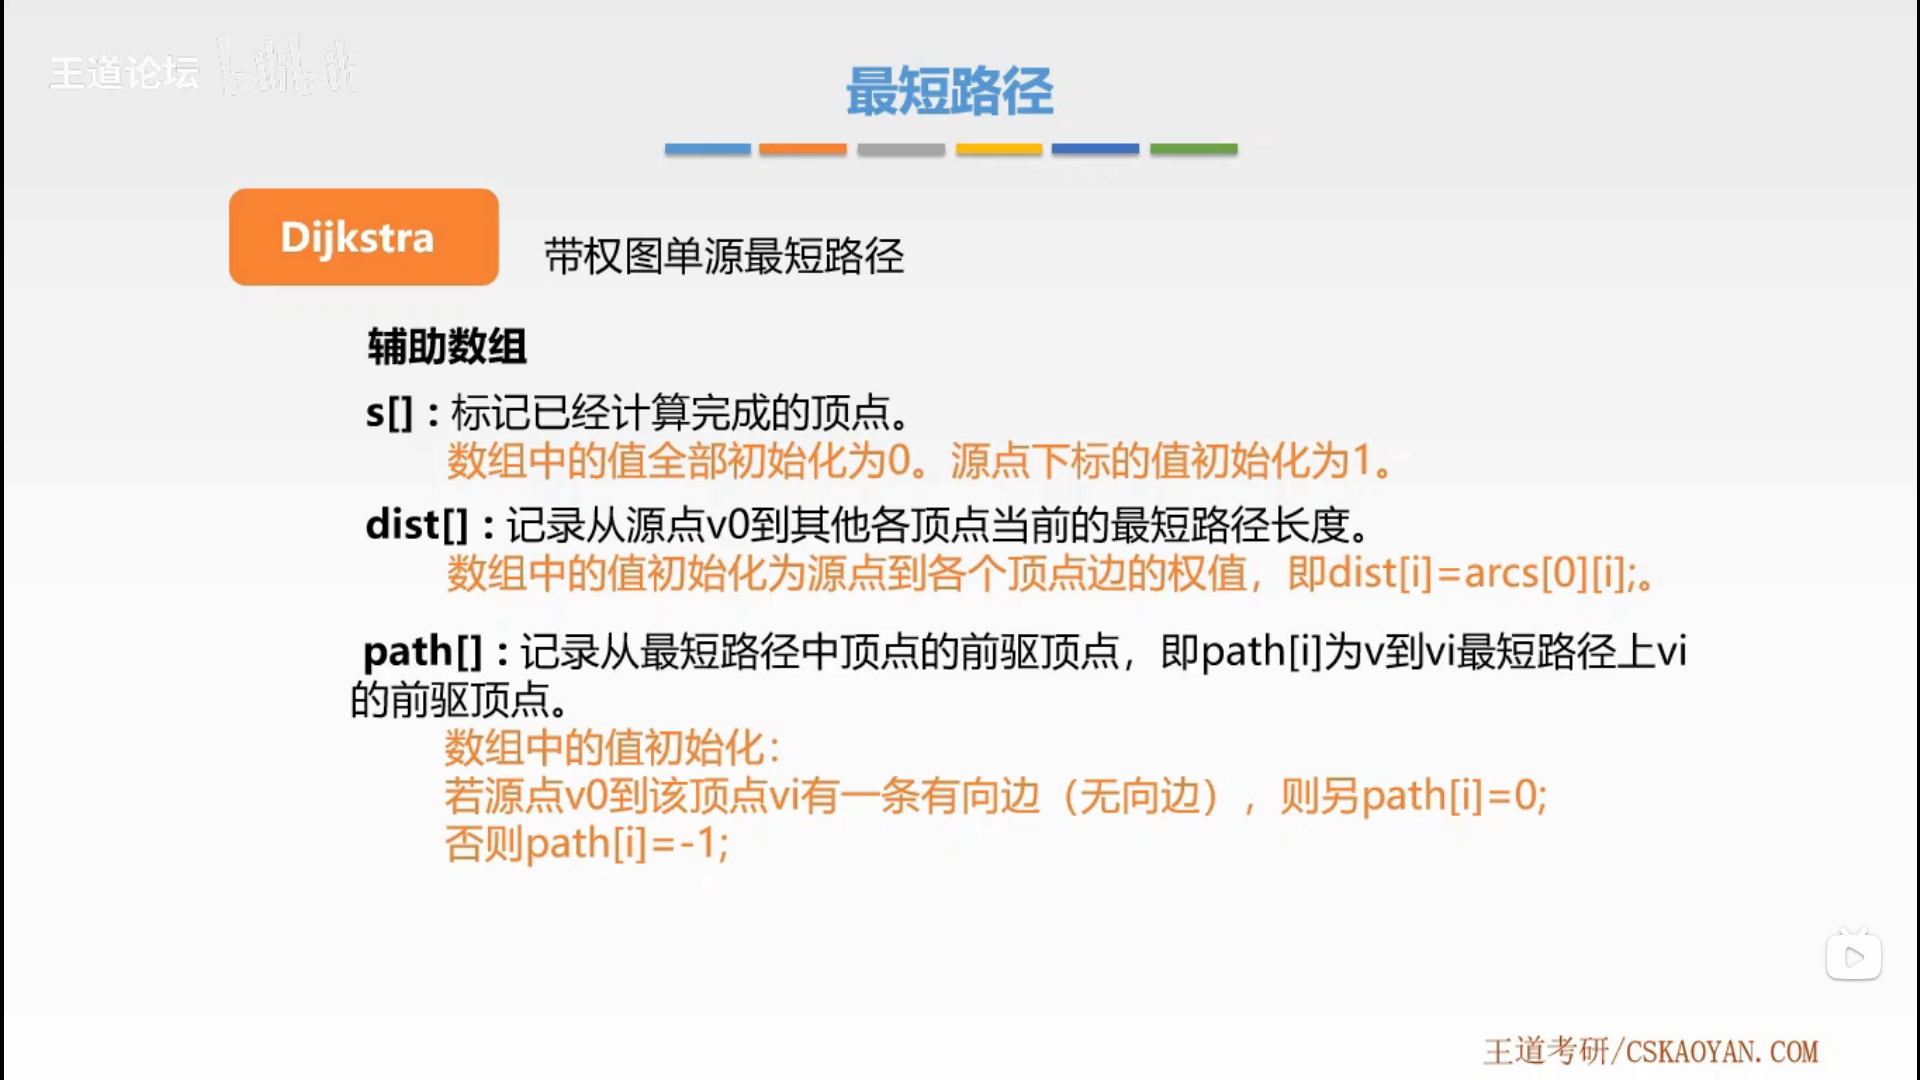 王道论坛 bilibili
最短路径
Dijkstra
带权图单源最短路径
辅助数组
s[]：标记已经计算完成的顶点。
数组中的值全部初始化为0。源点下标的值初始化为1。
dist[]：记录从源点v0到其他各顶点当前的最短路径长度。
数组中的值初始化为源点到各个顶点边的权值，即dist[i]=arcs[0][i];。
path[]：记录从最短路径中顶点的前驱顶点，即path[i]为v到vi最短路径上vi
的前驱顶点。
数组中的值初始化：
若源点v0到该顶点vi有一条有向边（无向边），则另path[i]=0;
否则path[i]=-1;
王道考研/CSKAOYAN.COM